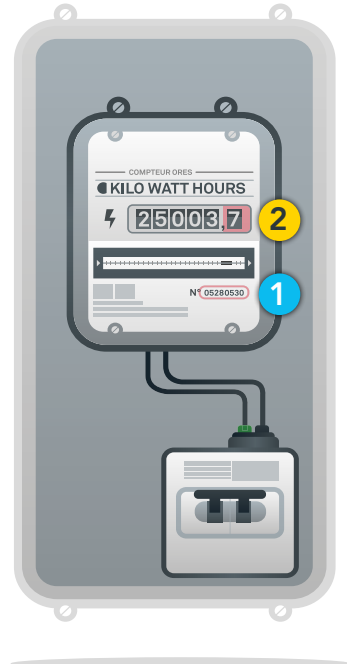 COMPTEUR ORES
KILO WATT HOURS
25003,7
2
N° 05280530
1